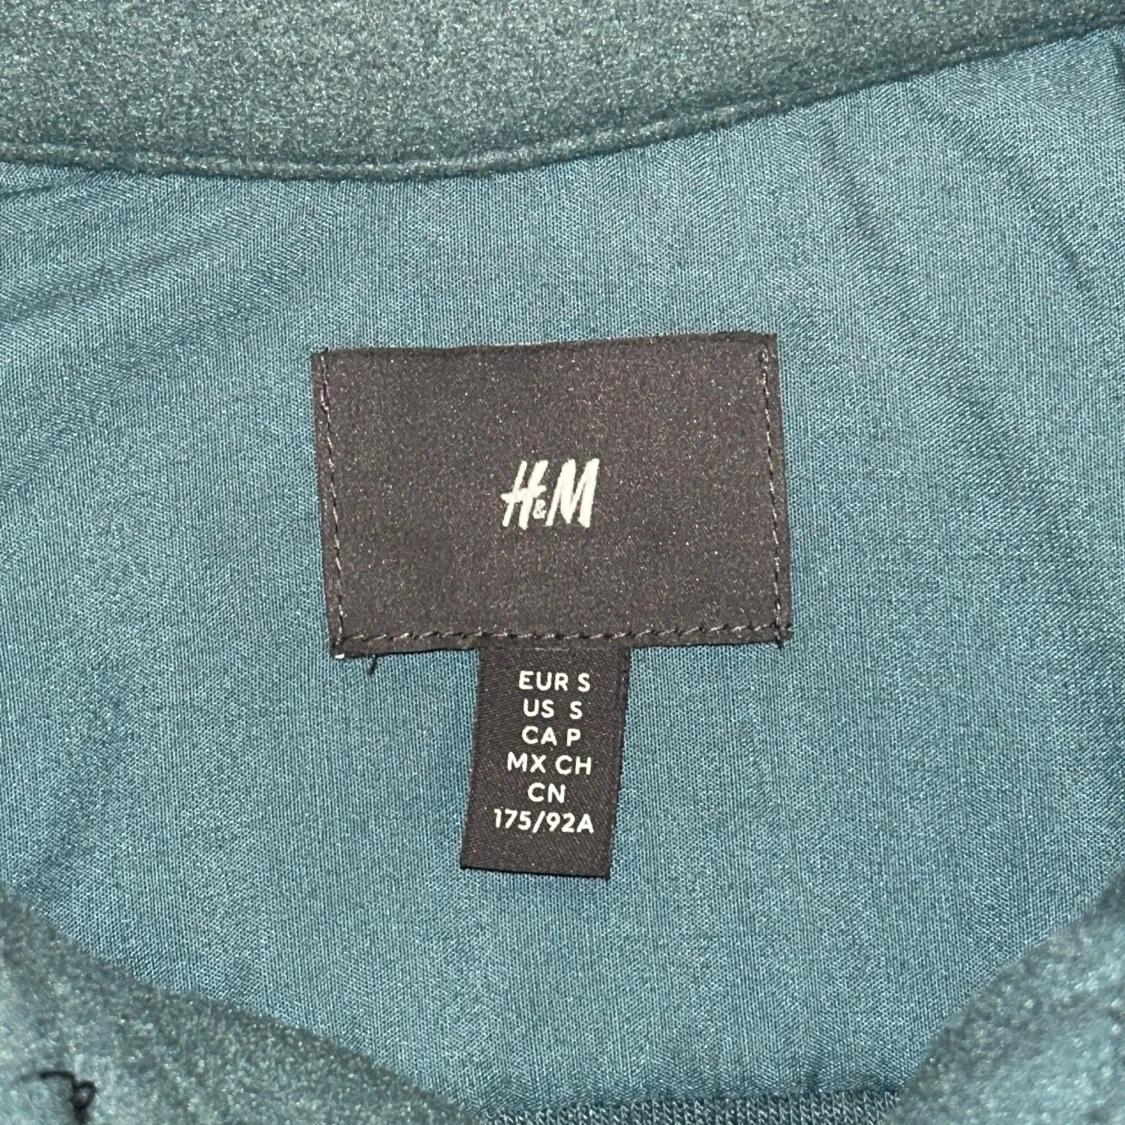 H&M
EUR S
US S
CA P
MX CH
CN
175/92A